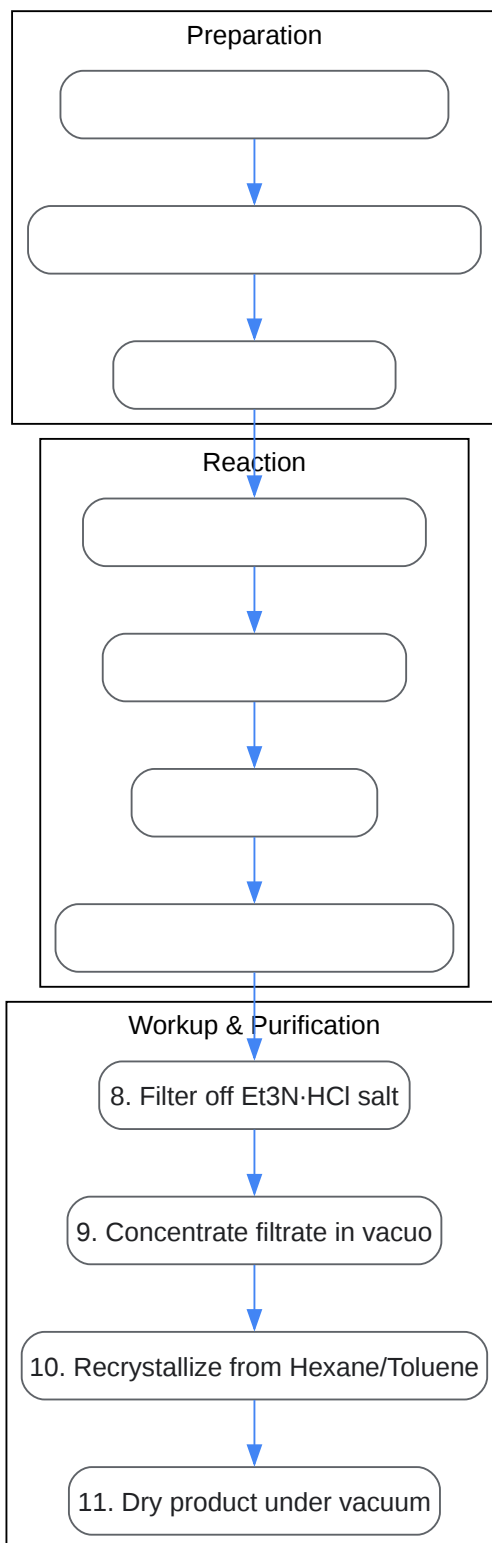 Preparation
Reaction
Workup & Purification
8. Filter off Et3N·HCl salt
9. Concentrate filtrate in vacuo
10. Recrystallize from Hexane/Toluene
11. Dry product under vacuum